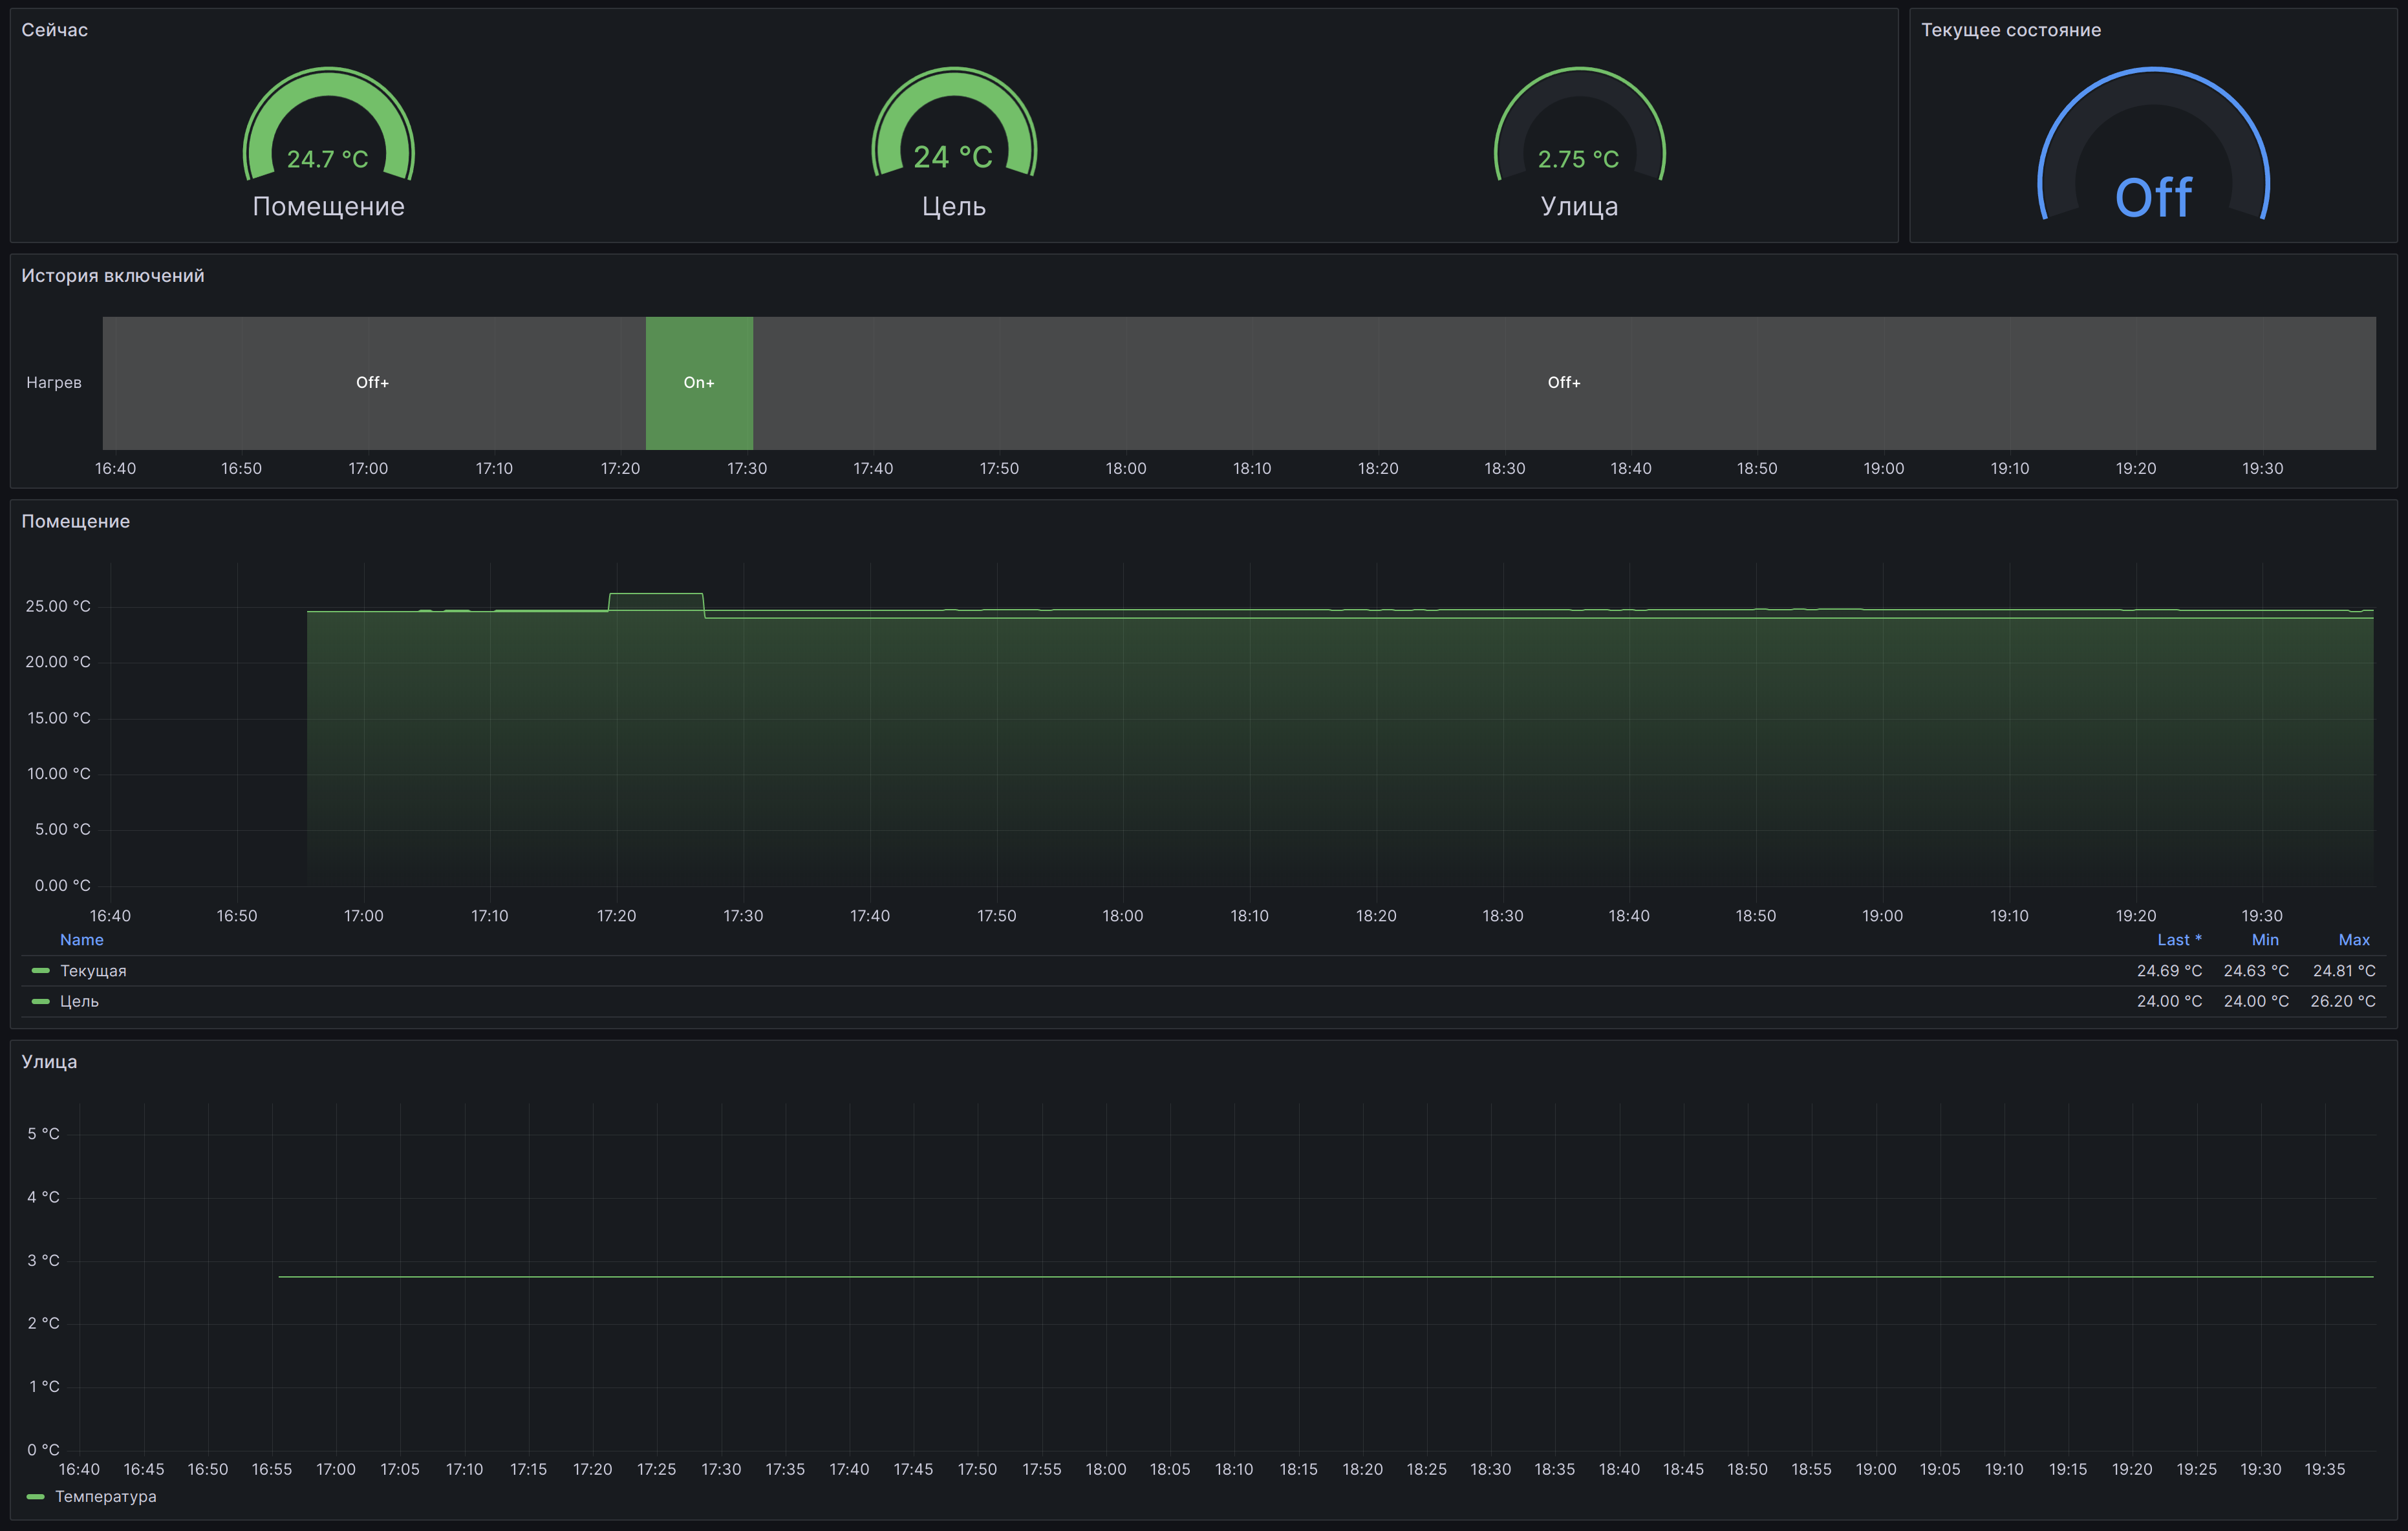 Сейчас
24.7 °C
Помещение
24 °C
Цель
2.75 °C
Улица
Текущее состояние
Off
История включений
Нагрев
Off+ On+ Off+
16:40 16:50 17:00 17:10 17:20 17:30 17:40 17:50 18:00 18:10 18:20 18:30 18:40 18:50 19:00 19:10 19:20 19:30
Помещение
25.00 °C
20.00 °C
15.00 °C
10.00 °C
5.00 °C
0.00 °C
16:40 16:50 17:00 17:10 17:20 17:30 17:40 17:50 18:00 18:10 18:20 18:30 18:40 18:50 19:00 19:10 19:20 19:30
Name Last * Min Max
Текущая 24.69 °C 24.63 °C 24.81 °C
Цель 24.00 °C 24.00 °C 26.20 °C
Улица
5 °C
4 °C
3 °C
2 °C
1 °C
0 °C
16:40 16:45 16:50 16:55 17:00 17:05 17:10 17:15 17:20 17:25 17:30 17:35 17:40 17:45 17:50 17:55 18:00 18:05 18:10 18:15 18:20 18:25 18:30 18:35 18:40 18:45 18:50 18:55 19:00 19:05 19:10 19:15 19:20 19:25 19:30 19:35
Температура